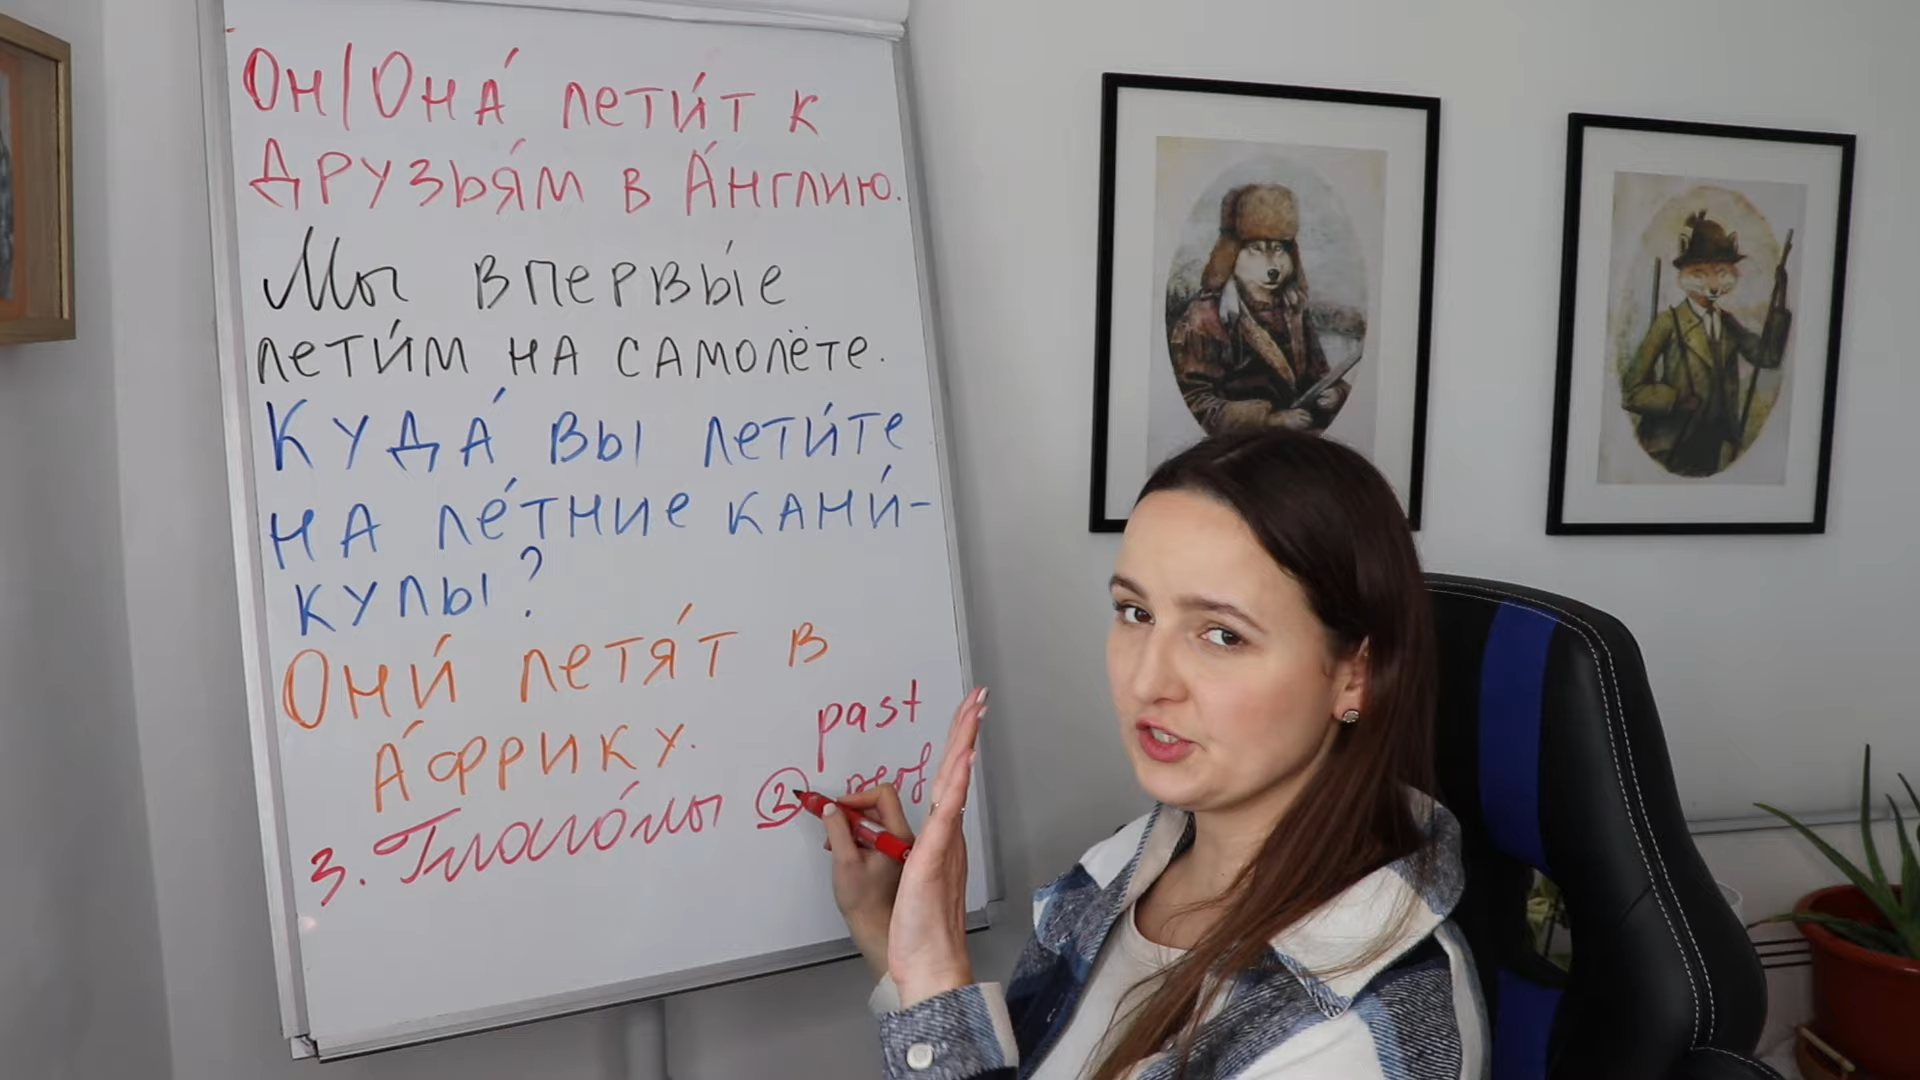 Он/Она́ лети́т к
друзья́м в А́нглию.
Мы впервы́е
лети́м на самолёте.
Куда́ вы лети́те
на ле́тние кани́-
кулы?
Они́ летя́т в
А́фрику.
past
3. Глаго́лы 2